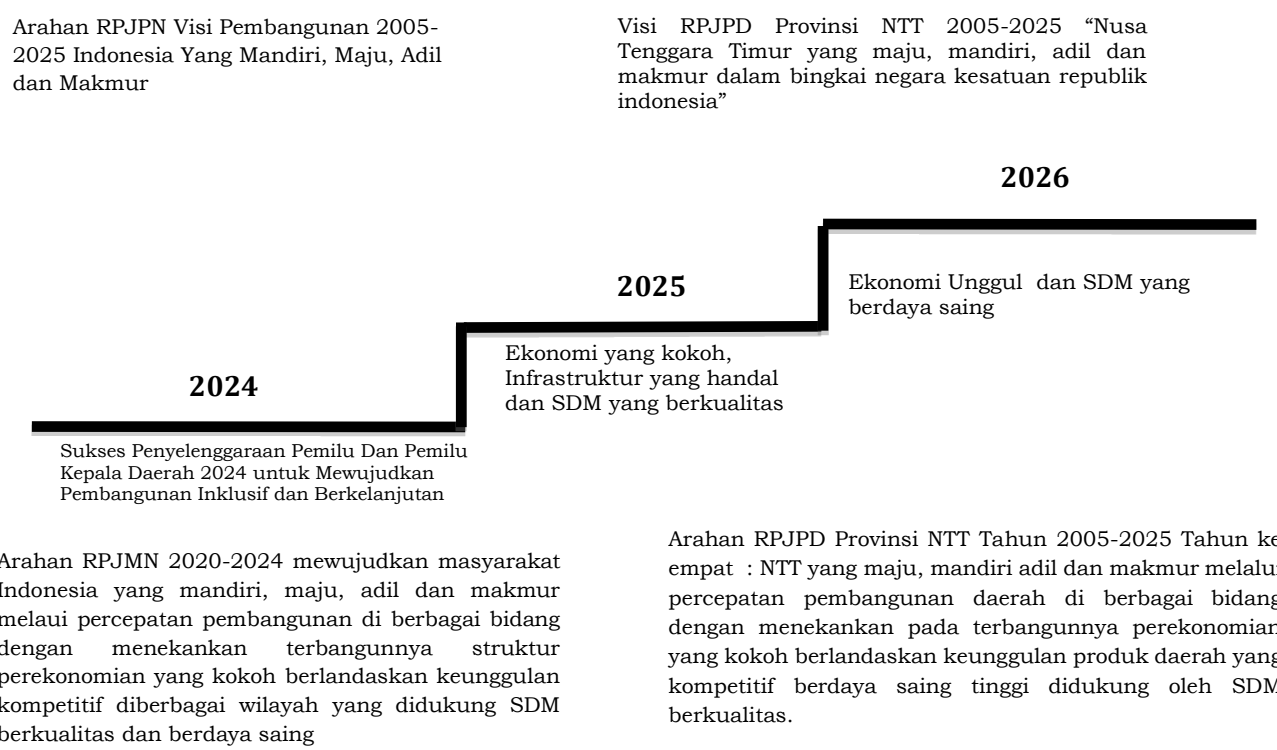 Arahan RPJPN Visi Pembangunan 2005-
2025 Indonesia Yang Mandiri, Maju, Adil
dan Makmur
Visi RPJPD Provinsi NTT 2005-2025 “Nusa
Tenggara Timur yang maju, mandiri, adil dan
makmur dalam bingkai negara kesatuan republik
indonesia”
2026
Ekonomi Unggul dan SDM yang
berdaya saing
2025
Ekonomi yang kokoh,
Infrastruktur yang handal
dan SDM yang berkualitas
2024
Sukses Penyelenggaraan Pemilu Dan Pemilu
Kepala Daerah 2024 untuk Mewujudkan
Pembangunan Inklusif dan Berkelanjutan
Arahan RPJMN 2020-2024 mewujudkan masyarakat
Indonesia yang mandiri, maju, adil dan makmur
melaui percepatan pembangunan di berbagai bidang
dengan menekankan terbangunnya struktur
perekonomian yang kokoh berlandaskan keunggulan
kompetitif diberbagai wilayah yang didukung SDM
berkualitas dan berdaya saing
Arahan RPJPD Provinsi NTT Tahun 2005-2025 Tahun ke
empat : NTT yang maju, mandiri adil dan makmur melalui
percepatan pembangunan daerah di berbagai bidang
dengan menekankan pada terbangunnya perekonomian
yang kokoh berlandaskan keunggulan produk daerah yang
kompetitif berdaya saing tinggi didukung oleh SDM
berkualitas.